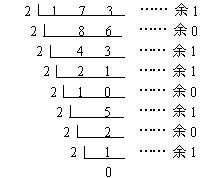 2 1 7 3 …… 余 1
2 8 6 …… 余 0
2 4 3 …… 余 1
2 2 1 …… 余 1
2 1 0 …… 余 0
2 5 …… 余 1
2 2 …… 余 0
2 1 …… 余 1
0